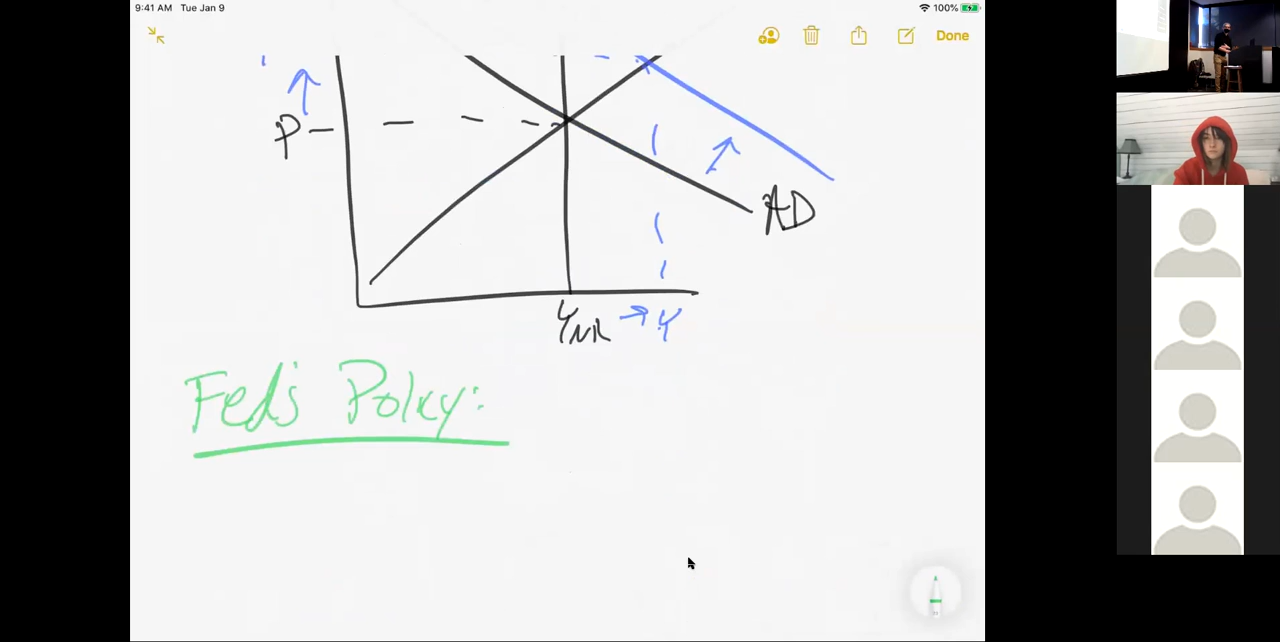 9:41 AM Tue Jan 9
100%
Done
P
AD
YNR → Y
Fed's Policy: